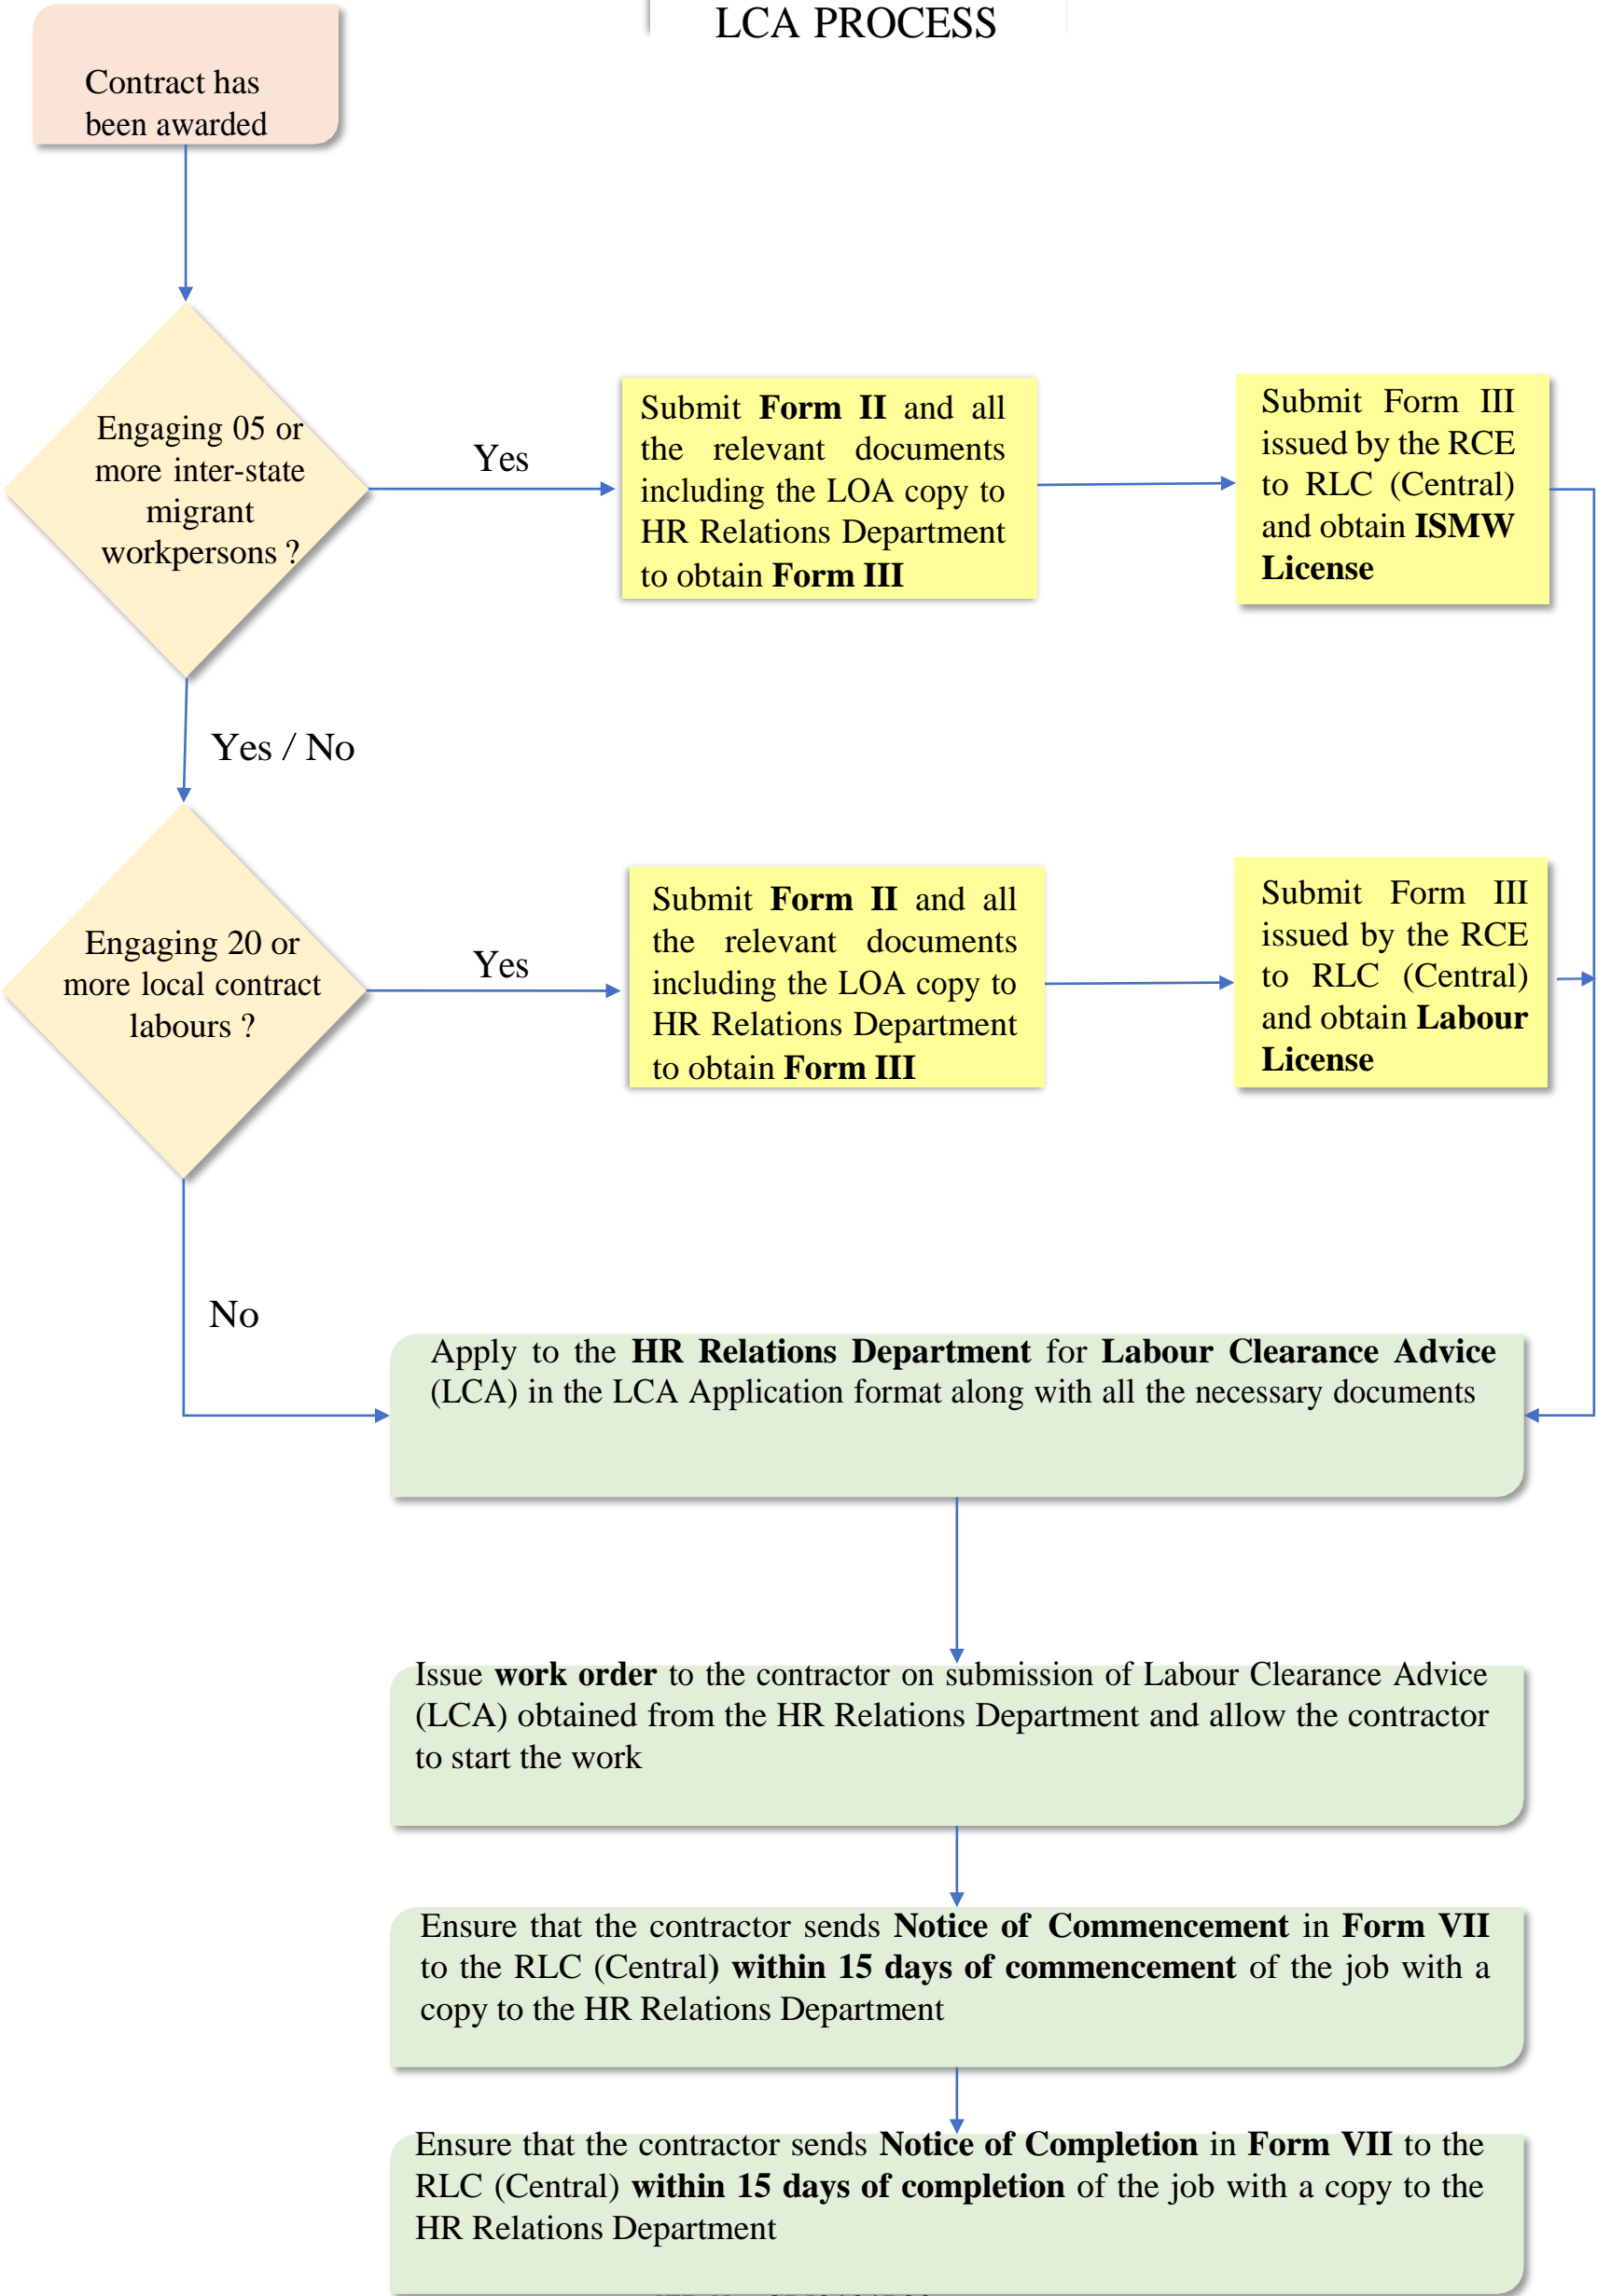 LCA PROCESS
Contract has
been awarded
Engaging 05 or
more inter-state
migrant
workpersons ?
Yes
Submit Form II and all
the relevant documents
including the LOA copy to
HR Relations Department
to obtain Form III
Submit Form III
issued by the RCE
to RLC (Central)
and obtain ISMW
License
Yes / No
Engaging 20 or
more local contract
labours ?
Yes
Submit Form II and all
the relevant documents
including the LOA copy to
HR Relations Department
to obtain Form III
Submit Form III
issued by the RCE
to RLC (Central)
and obtain Labour
License
No
Apply to the HR Relations Department for Labour Clearance Advice
(LCA) in the LCA Application format along with all the necessary documents
Issue work order to the contractor on submission of Labour Clearance Advice
(LCA) obtained from the HR Relations Department and allow the contractor
to start the work
Ensure that the contractor sends Notice of Commencement in Form VII
to the RLC (Central) within 15 days of commencement of the job with a
copy to the HR Relations Department
Ensure that the contractor sends Notice of Completion in Form VII to the
RLC (Central) within 15 days of completion of the job with a copy to the
HR Relations Department